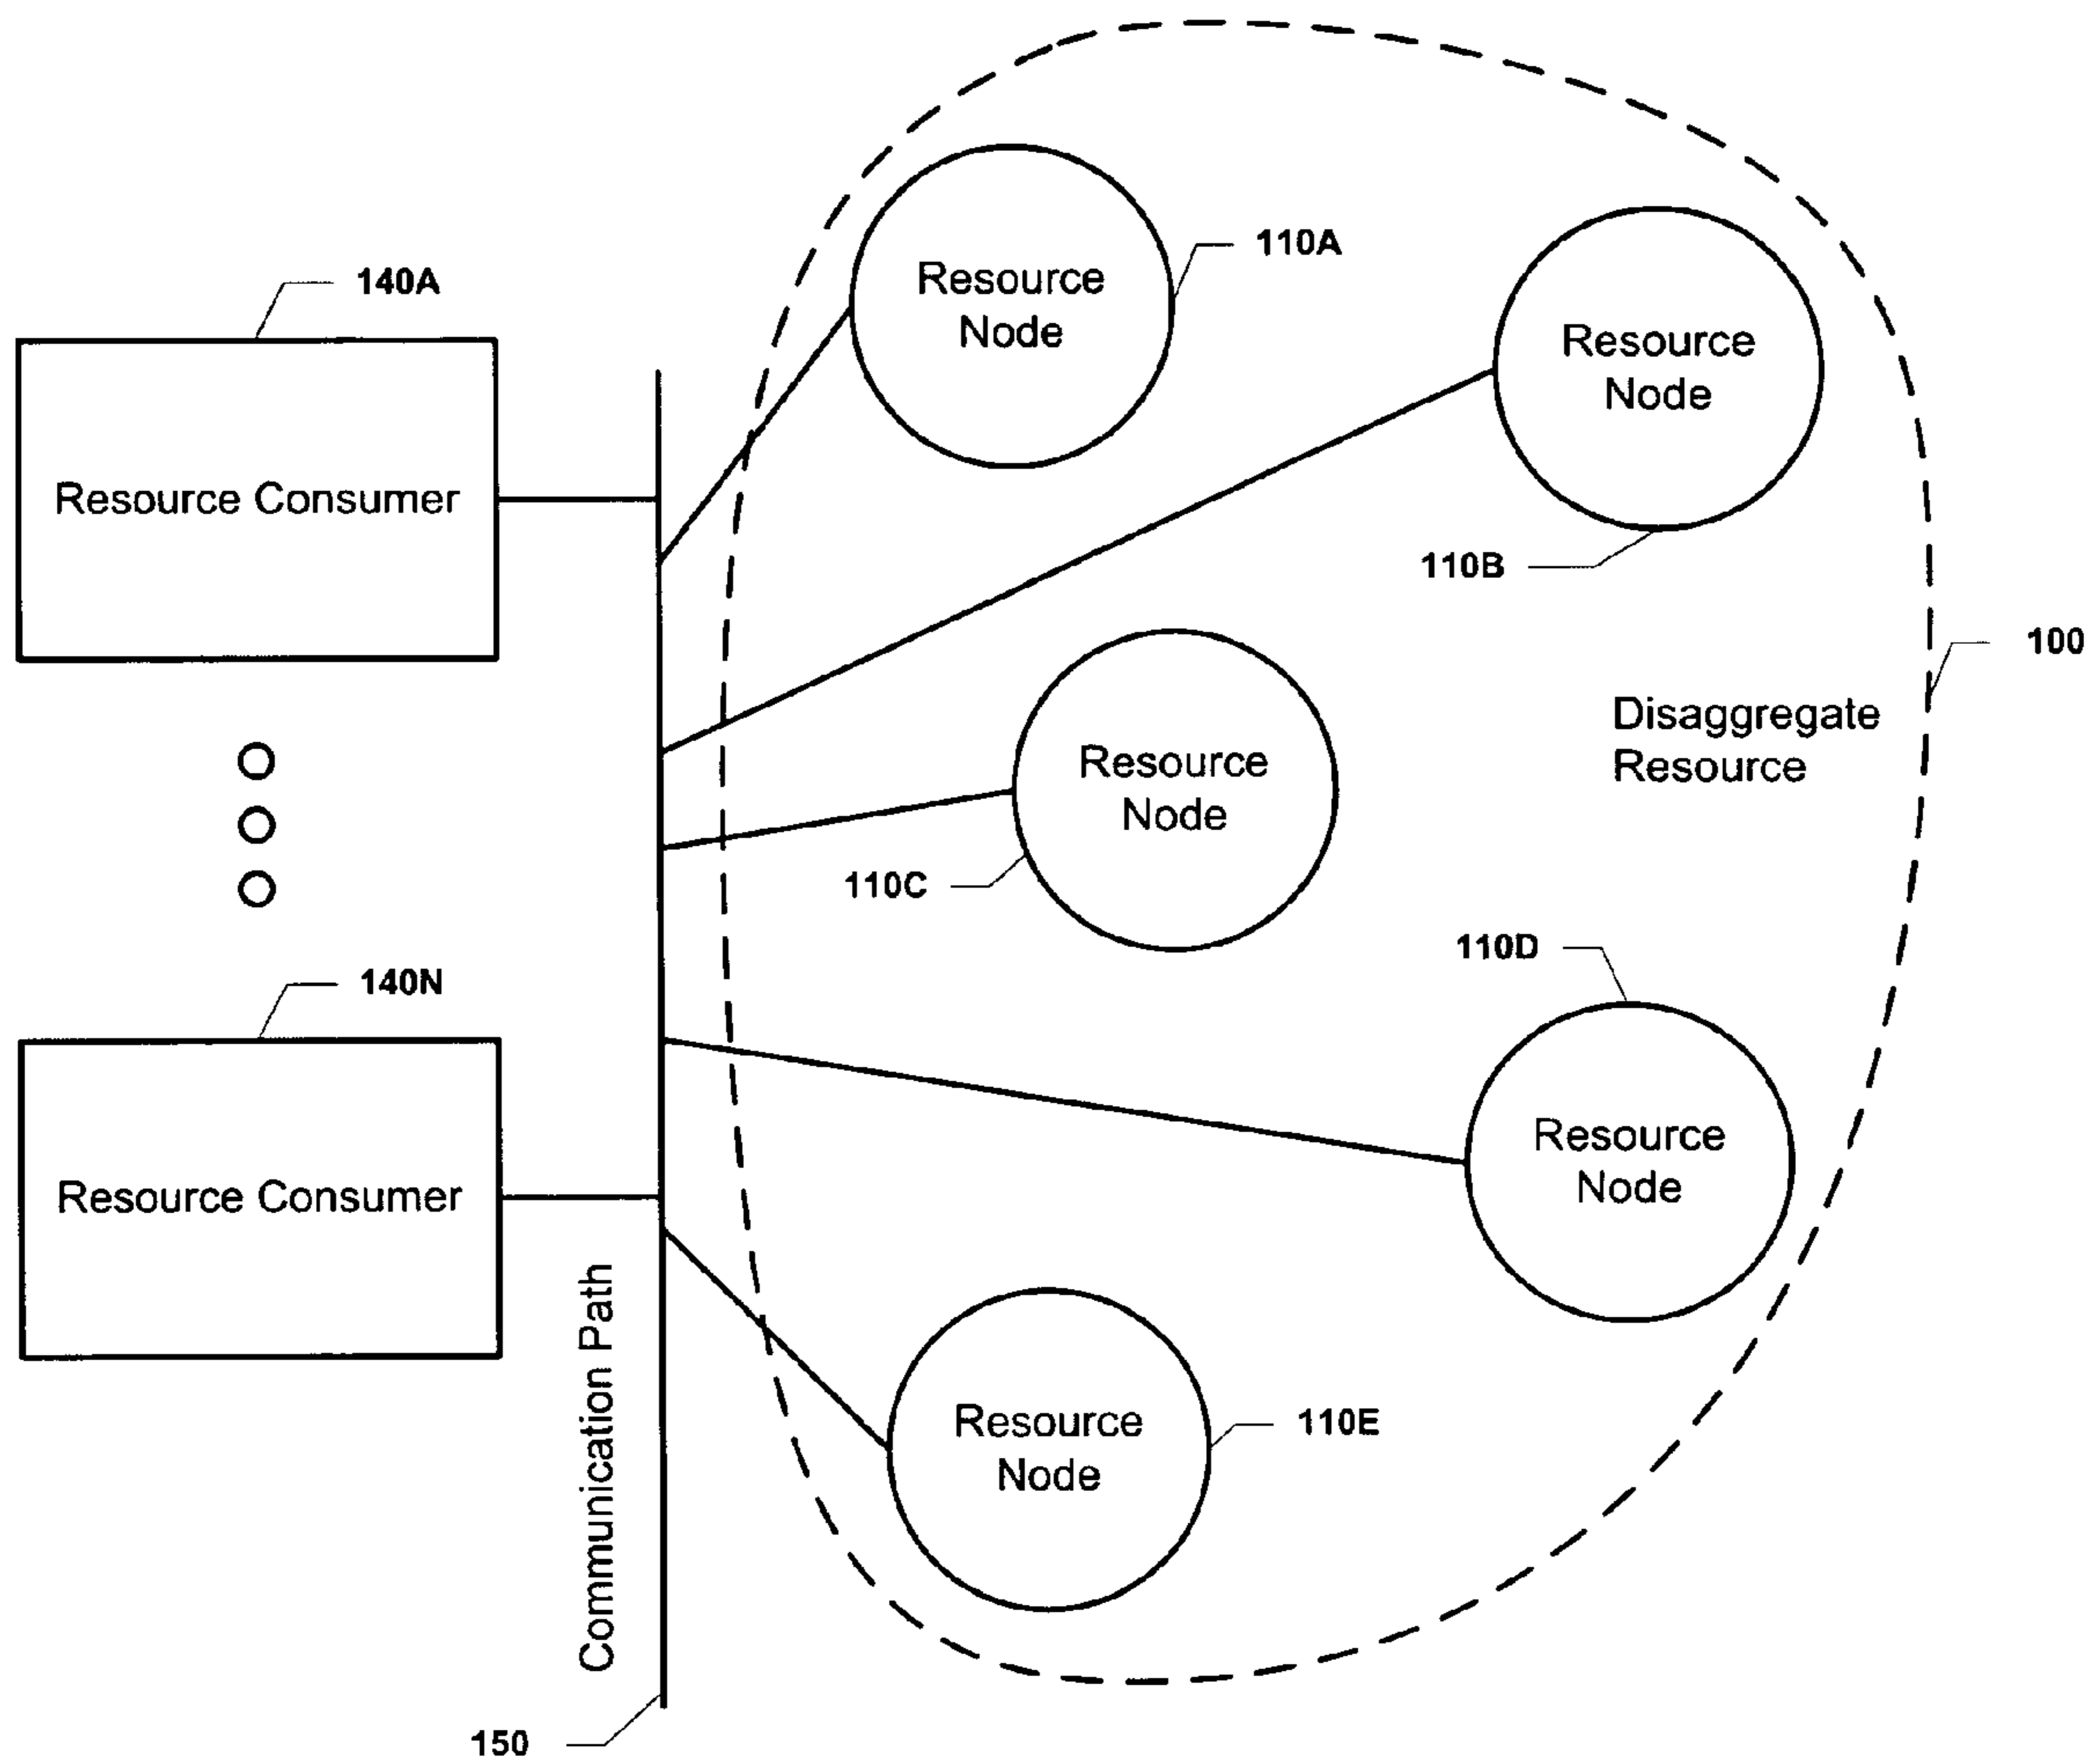 110A
Resource
Node
140A
Resource
Node
Resource Consumer
110B
100
Disaggregate
Resource
Resource
Node
110C
110D
140N
Resource
Node
Resource Consumer
Communication Path
Resource
Node
110E
150